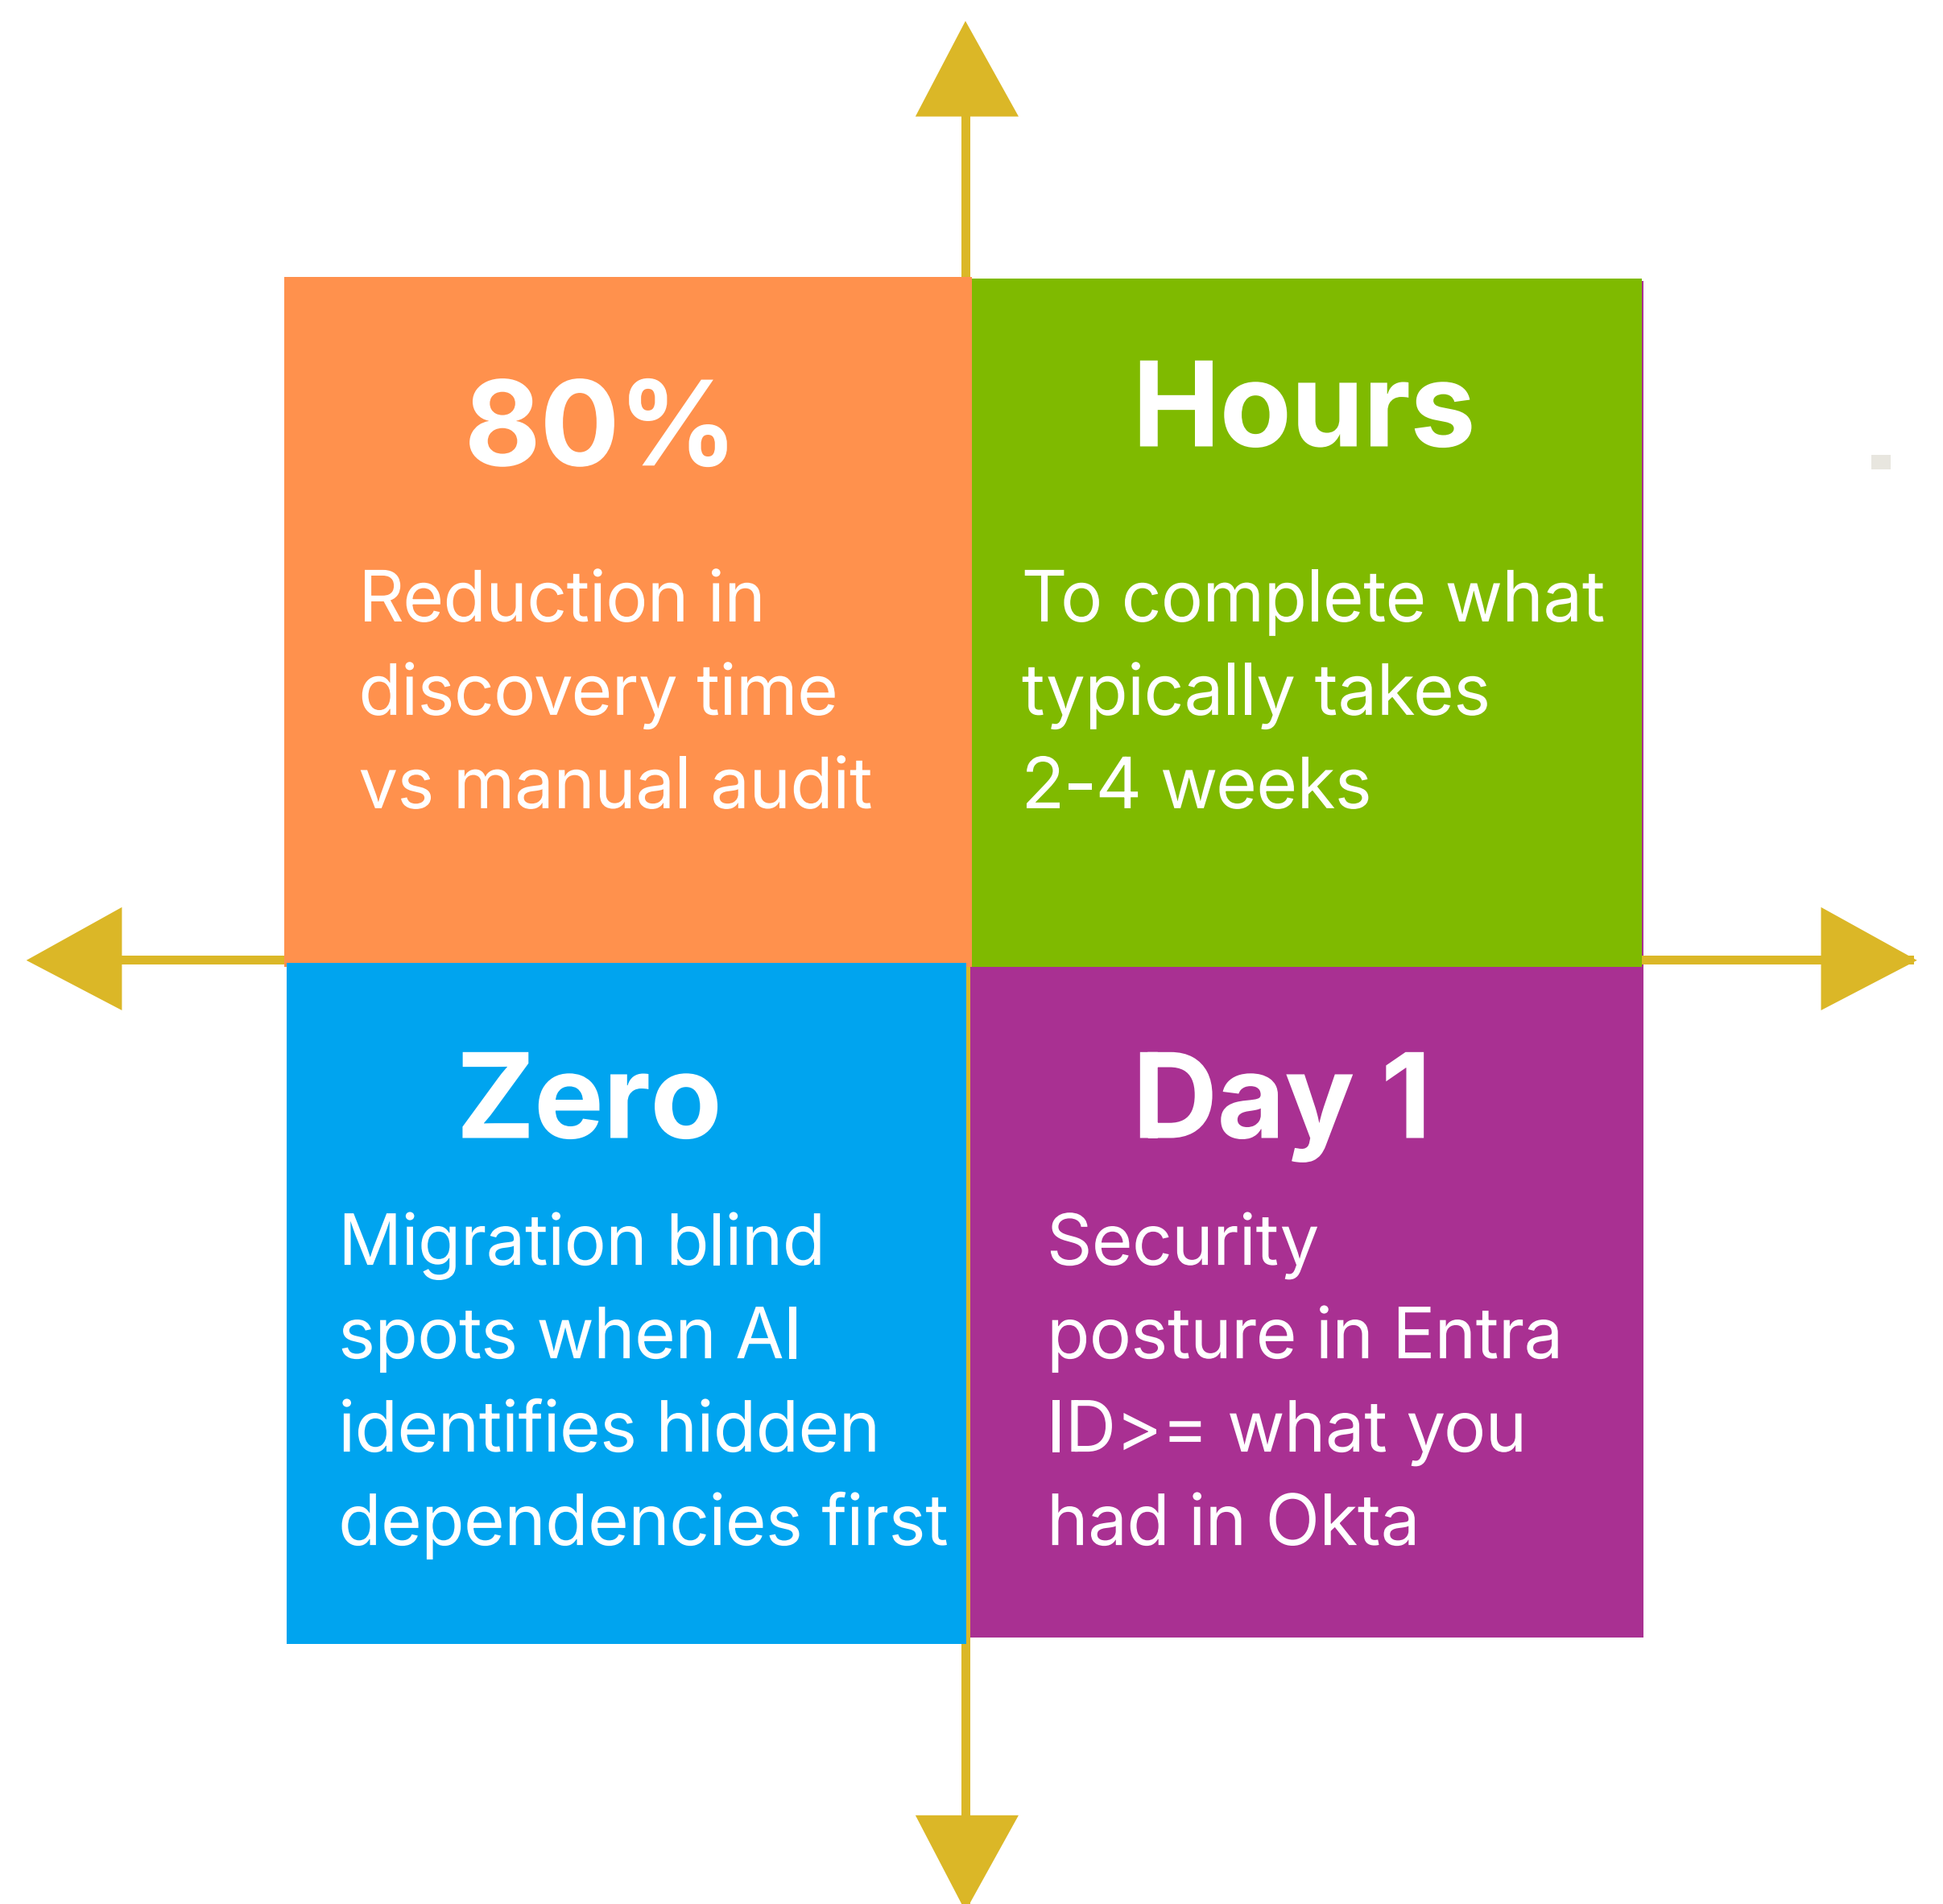 80%
Reduction in
discovery time
vs manual audit
Hours
To complete what
typically takes
2-4 weeks
Zero
Migration blind
spots when AI
identifies hidden
dependencies first
Day 1
Security
posture in Entra
ID>= what you
had in Okta